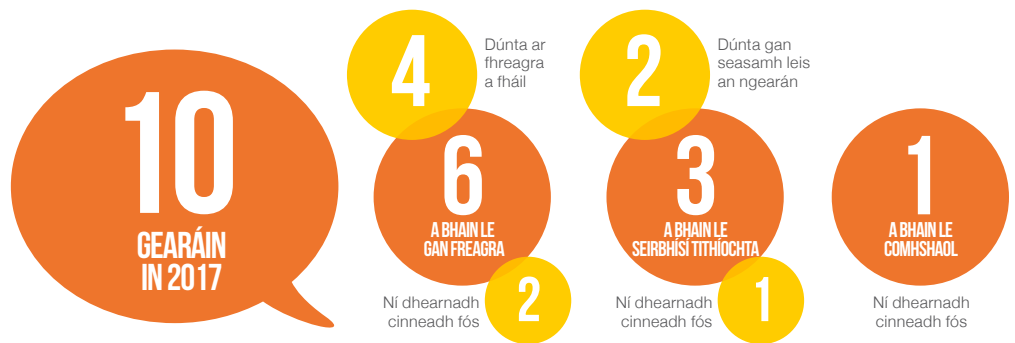 10
GEARÁIN
IN 2017
4
Dúnta ar
fhreagra
a fháil
6
A BHAIN LE
GAN FREAGRA
Ní dhearnadh
cinneadh fós
2
2
Dúnta gan
seasamh leis
an ngearán
3
A BHAIN LE
SEIRBHÍSÍ TITHÍOCHTA
Ní dhearnadh
cinneadh fós
1
1
A BHAIN LE
COMHSHAOL
Ní dhearnadh
cinneadh fós